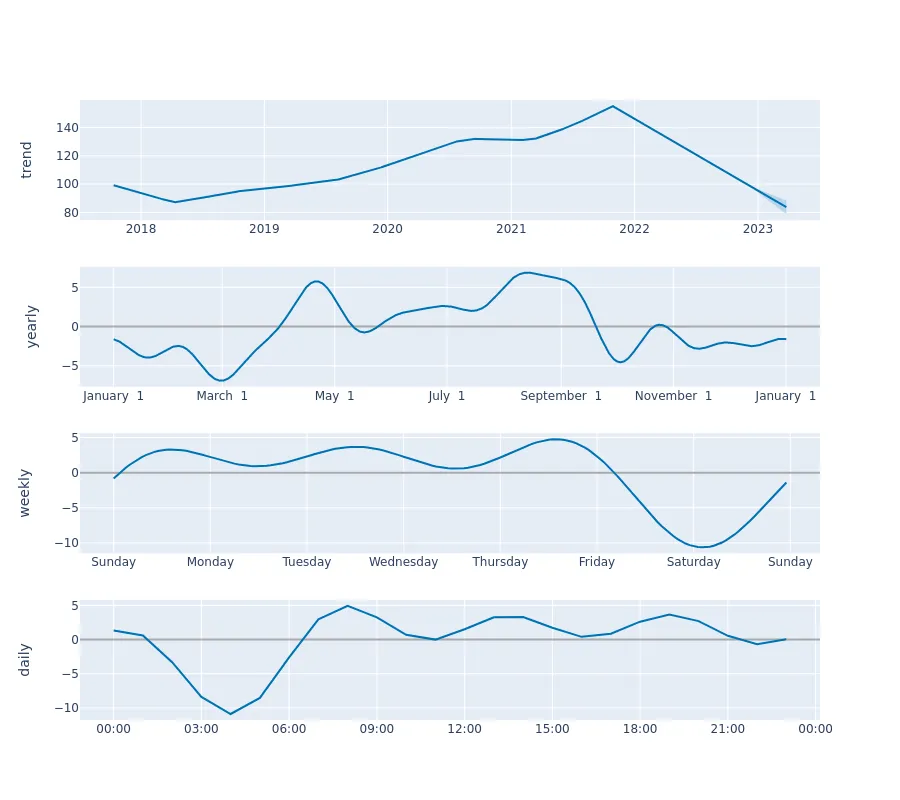 trend
140
120
100
80
2018 2019 2020 2021 2022 2023
yearly
5
0
−5
January 1 March 1 May 1 July 1 September 1 November 1 January 1
weekly
5
0
−5
−10
Sunday Monday Tuesday Wednesday Thursday Friday Saturday Sunday
daily
5
0
−5
−10
00:00 03:00 06:00 09:00 12:00 15:00 18:00 21:00 00:00